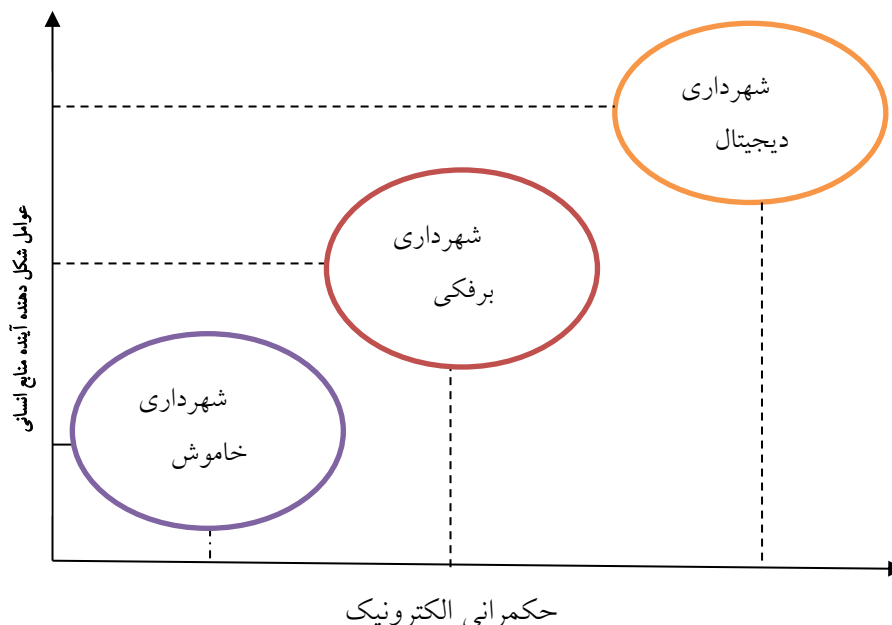 شهرداری
دیجیتال
شهرداری
برفکی
شهرداری
خاموش
عوامل شکل دهنده آینده منابع انسانی
حکمرانی الکترونیک